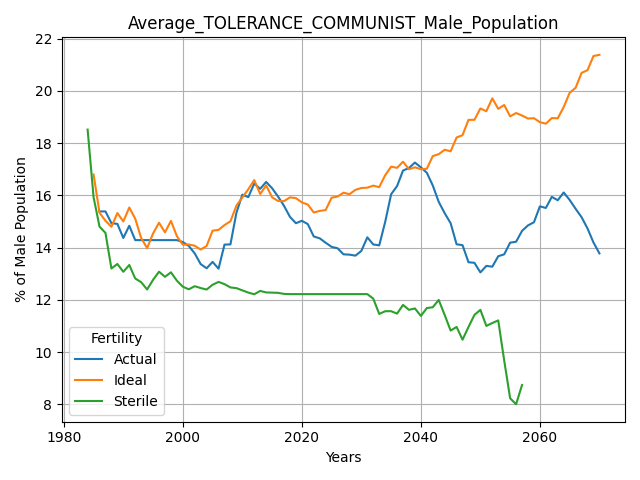 Average_TOLERANCE_COMMUNIST_Male_Population
% of Male Population
22
20
18
16
14
12
10
8
Fertility
Actual
Ideal
Sterile
1980 2000 2020 2040 2060
Years